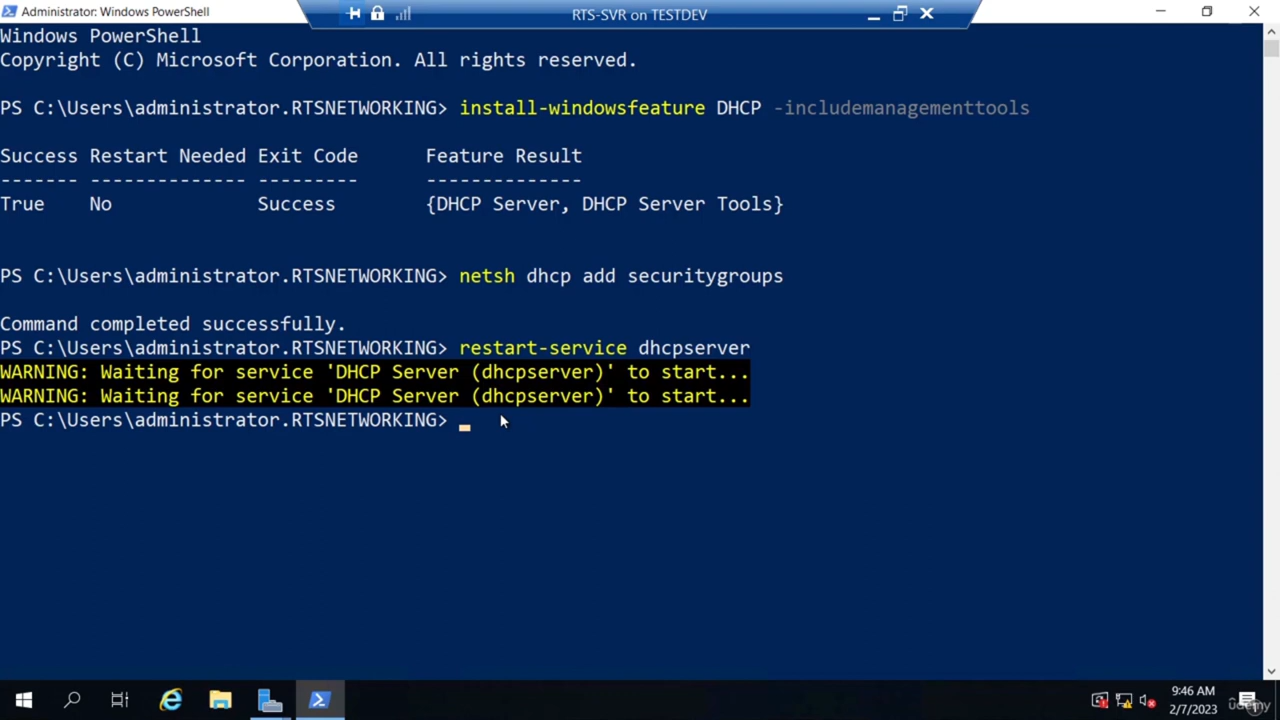 Administrator: Windows PowerShell
RTS-SVR on TESTDEV
Windows PowerShell
Copyright (C) Microsoft Corporation. All rights reserved.
PS C:\Users\administrator.RTSNETWORKING> install-windowsfeature DHCP -includemanagementtools
Success Restart Needed Exit Code      Feature Result
------- -------------- ---------      --------------
True    No             Success        {DHCP Server, DHCP Server Tools}
PS C:\Users\administrator.RTSNETWORKING> netsh dhcp add securitygroups
Command completed successfully.
PS C:\Users\administrator.RTSNETWORKING> restart-service dhcpserver
WARNING: Waiting for service 'DHCP Server (dhcpserver)' to start...
WARNING: Waiting for service 'DHCP Server (dhcpserver)' to start...
PS C:\Users\administrator.RTSNETWORKING>
9:46 AM
2/7/2023
udemy